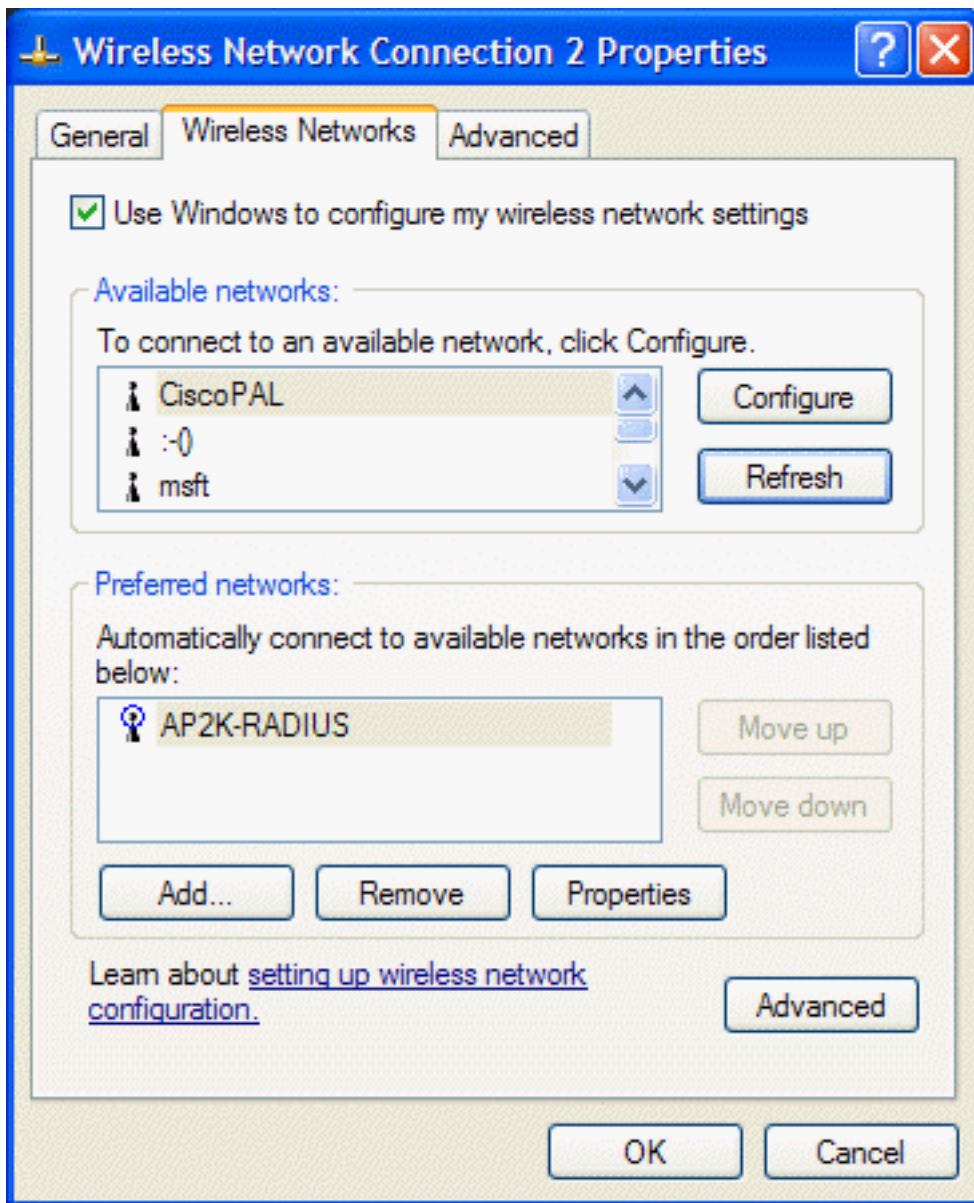 Wireless Network Connection 2 Properties
General Wireless Networks Advanced
Use Windows to configure my wireless network settings
Available networks:
To connect to an available network, click Configure.
CiscoPAL
:-()
msft
Configure
Refresh
Preferred networks:
Automatically connect to available networks in the order listed
below:
AP2K-RADIUS
Move up
Move down
Add... Remove Properties
Learn about setting up wireless network
configuration.
Advanced
OK Cancel